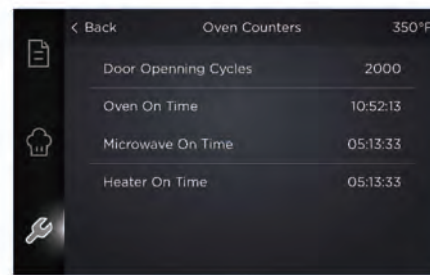 < Back Oven Counters 350°F
Door Openning Cycles 2000
Oven On Time 10:52:13
Microwave On Time 05:13:33
Heater On Time 05:13:33